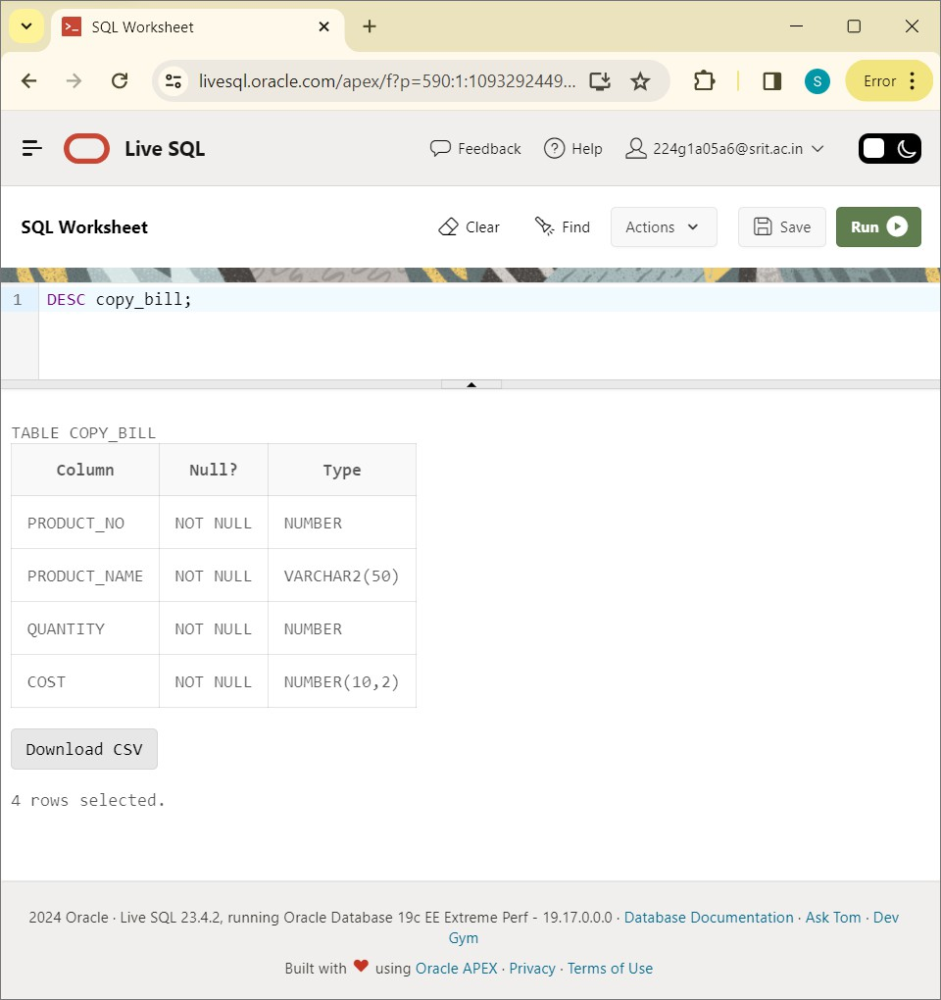 SQL Worksheet
livesql.oracle.com/apex/f?p=590:1:1093292449...
S
Error
Live SQL
Feedback
Help
224g1a05a6@srit.ac.in
SQL Worksheet
Clear
Find
Actions
Save
Run
1 DESC copy_bill;
TABLE COPY_BILL
Column Null? Type
PRODUCT_NO NOT NULL NUMBER
PRODUCT_NAME NOT NULL VARCHAR2(50)
QUANTITY NOT NULL NUMBER
COST NOT NULL NUMBER(10,2)
Download CSV
4 rows selected.
2024 Oracle · Live SQL 23.4.2, running Oracle Database 19c EE Extreme Perf - 19.17.0.0.0 · Database Documentation · Ask Tom · Dev
Gym
Built with ❤ using Oracle APEX · Privacy · Terms of Use